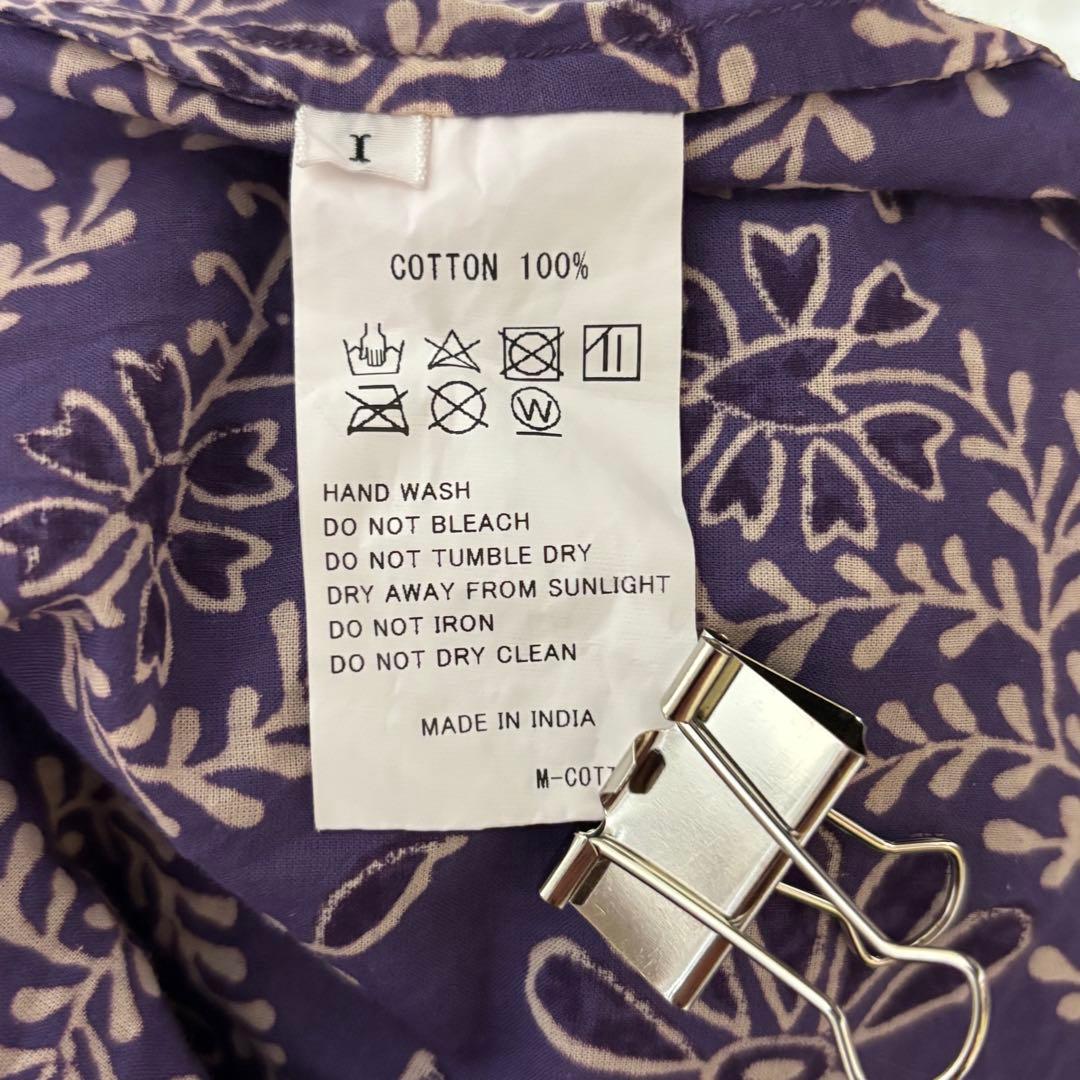 I
COTTON 100%
W
HAND WASH
DO NOT BLEACH
DO NOT TUMBLE DRY
DRY AWAY FROM SUNLIGHT
DO NOT IRON
DO NOT DRY CLEAN
MADE IN INDIA